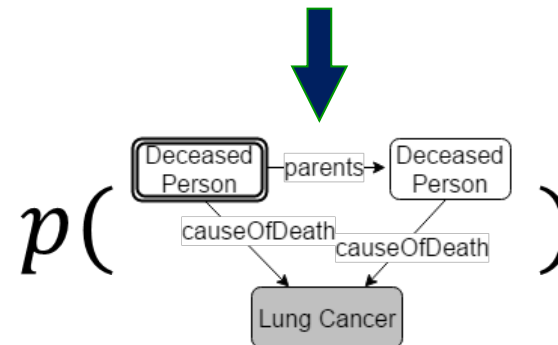 p(
Deceased
Person
parents
Deceased
Person
)
causeOfDeath
causeOfDeath
Lung Cancer